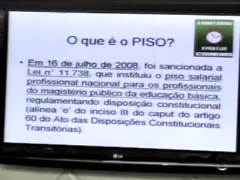 O que é o PISO?
• Em 16 de julho de 2008, foi sancionada a
Lei nº 11.738, que instituiu o piso salarial
profissional nacional para os profissionais
do magistério público da educação básica,
regulamentando disposição constitucional
(alínea 'e' do inciso III do caput do artigo
60 do Ato das Disposições Constitucionais
Transitórias).
LG